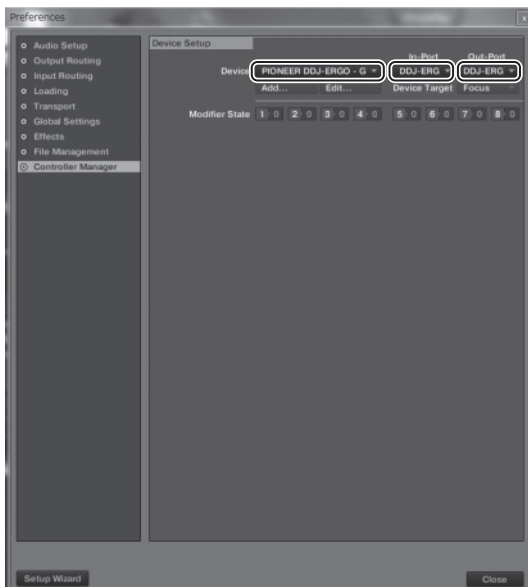 Preferences
x
Audio Setup
Output Routing
Input Routing
Loading
Transport
Global Settings
Effects
File Management
Controller Manager
Device Setup
In-Port Out-Port
Device PIONEER DDJ-ERGO - G DDJ-ERG DDJ-ERG
Add... Edit... Device Target Focus
Modifier State 1 0 2 0 3 0 4 0 5 0 6 0 7 0 8 0
Setup Wizard
Close